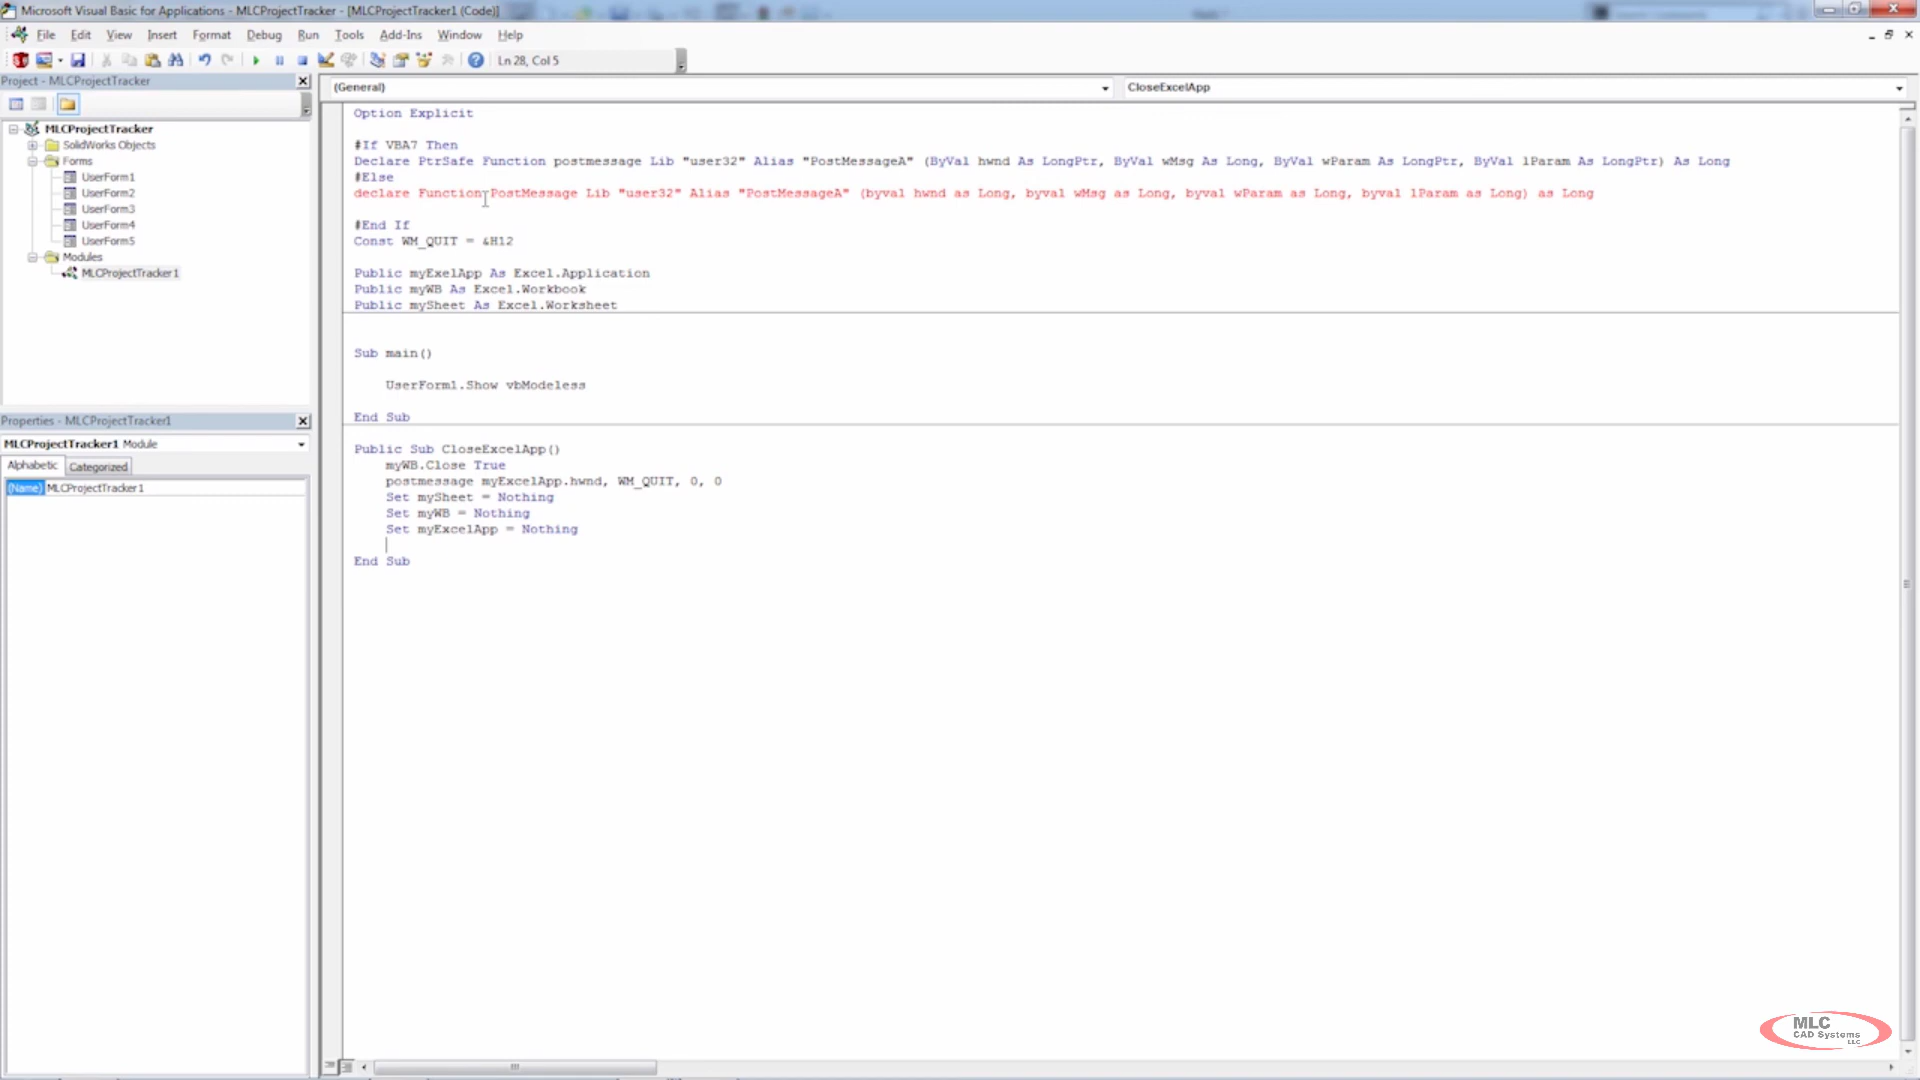 Microsoft Visual Basic for Applications - MLCProjectTracker - [MLCProjectTracker1 (Code)]
File Edit View Insert Format Debug Run Tools Add-Ins Window Help
Ln 28, Col 5
Project - MLCProjectTracker
(General)
CloseExcelApp
MLCProjectTracker
SolidWorks Objects
Forms
UserForm1
UserForm2
UserForm3
UserForm4
UserForm5
Modules
MLCProjectTracker1
Properties - MLCProjectTracker1
MLCProjectTracker1 Module
Alphabetic Categorized
(Name) MLCProjectTracker1
Option Explicit
#If VBA7 Then
Declare PtrSafe Function postmessage Lib "user32" Alias "PostMessageA" (ByVal hwnd As LongPtr, ByVal wMsg As Long, ByVal wParam As LongPtr, ByVal lParam As LongPtr) As Long
#Else
declare Function PostMessage Lib "user32" Alias "PostMessageA" (byval hwnd as Long, byval wMsg as Long, byval wParam as Long, byval lParam as Long) as Long
#End If
Const WM_QUIT = &H12
Public myExelApp As Excel.Application
Public myWB As Excel.Workbook
Public mySheet As Excel.Worksheet
Sub main()
UserForm1.Show vbModeless
End Sub
Public Sub CloseExcelApp()
myWB.Close True
postmessage myExcelApp.hwnd, WM_QUIT, 0, 0
Set mySheet = Nothing
Set myWB = Nothing
Set myExcelApp = Nothing
End Sub
MLC
CAD Systems
LLC